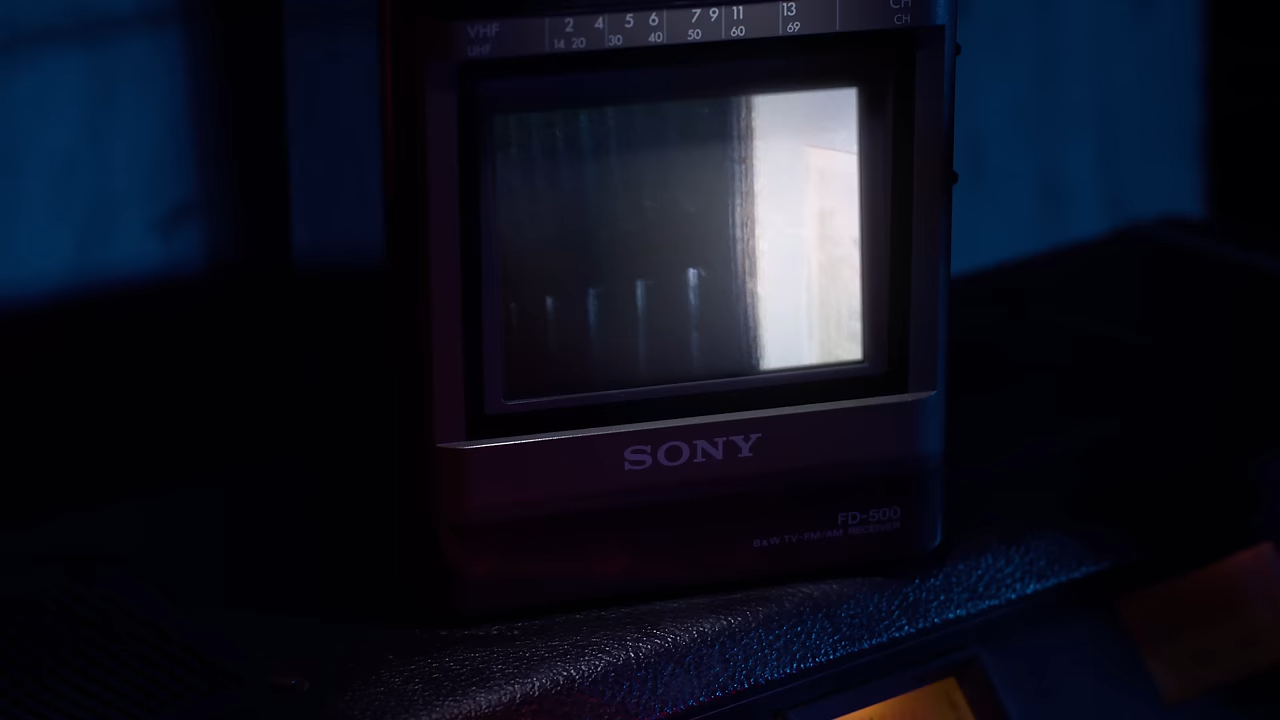 VHF 2 4 5 6 7 9 11 13 CH
UHF 14 20 30 40 50 60 69 CH
SONY
FD-500
B&W TV-FM/AM RECEIVER